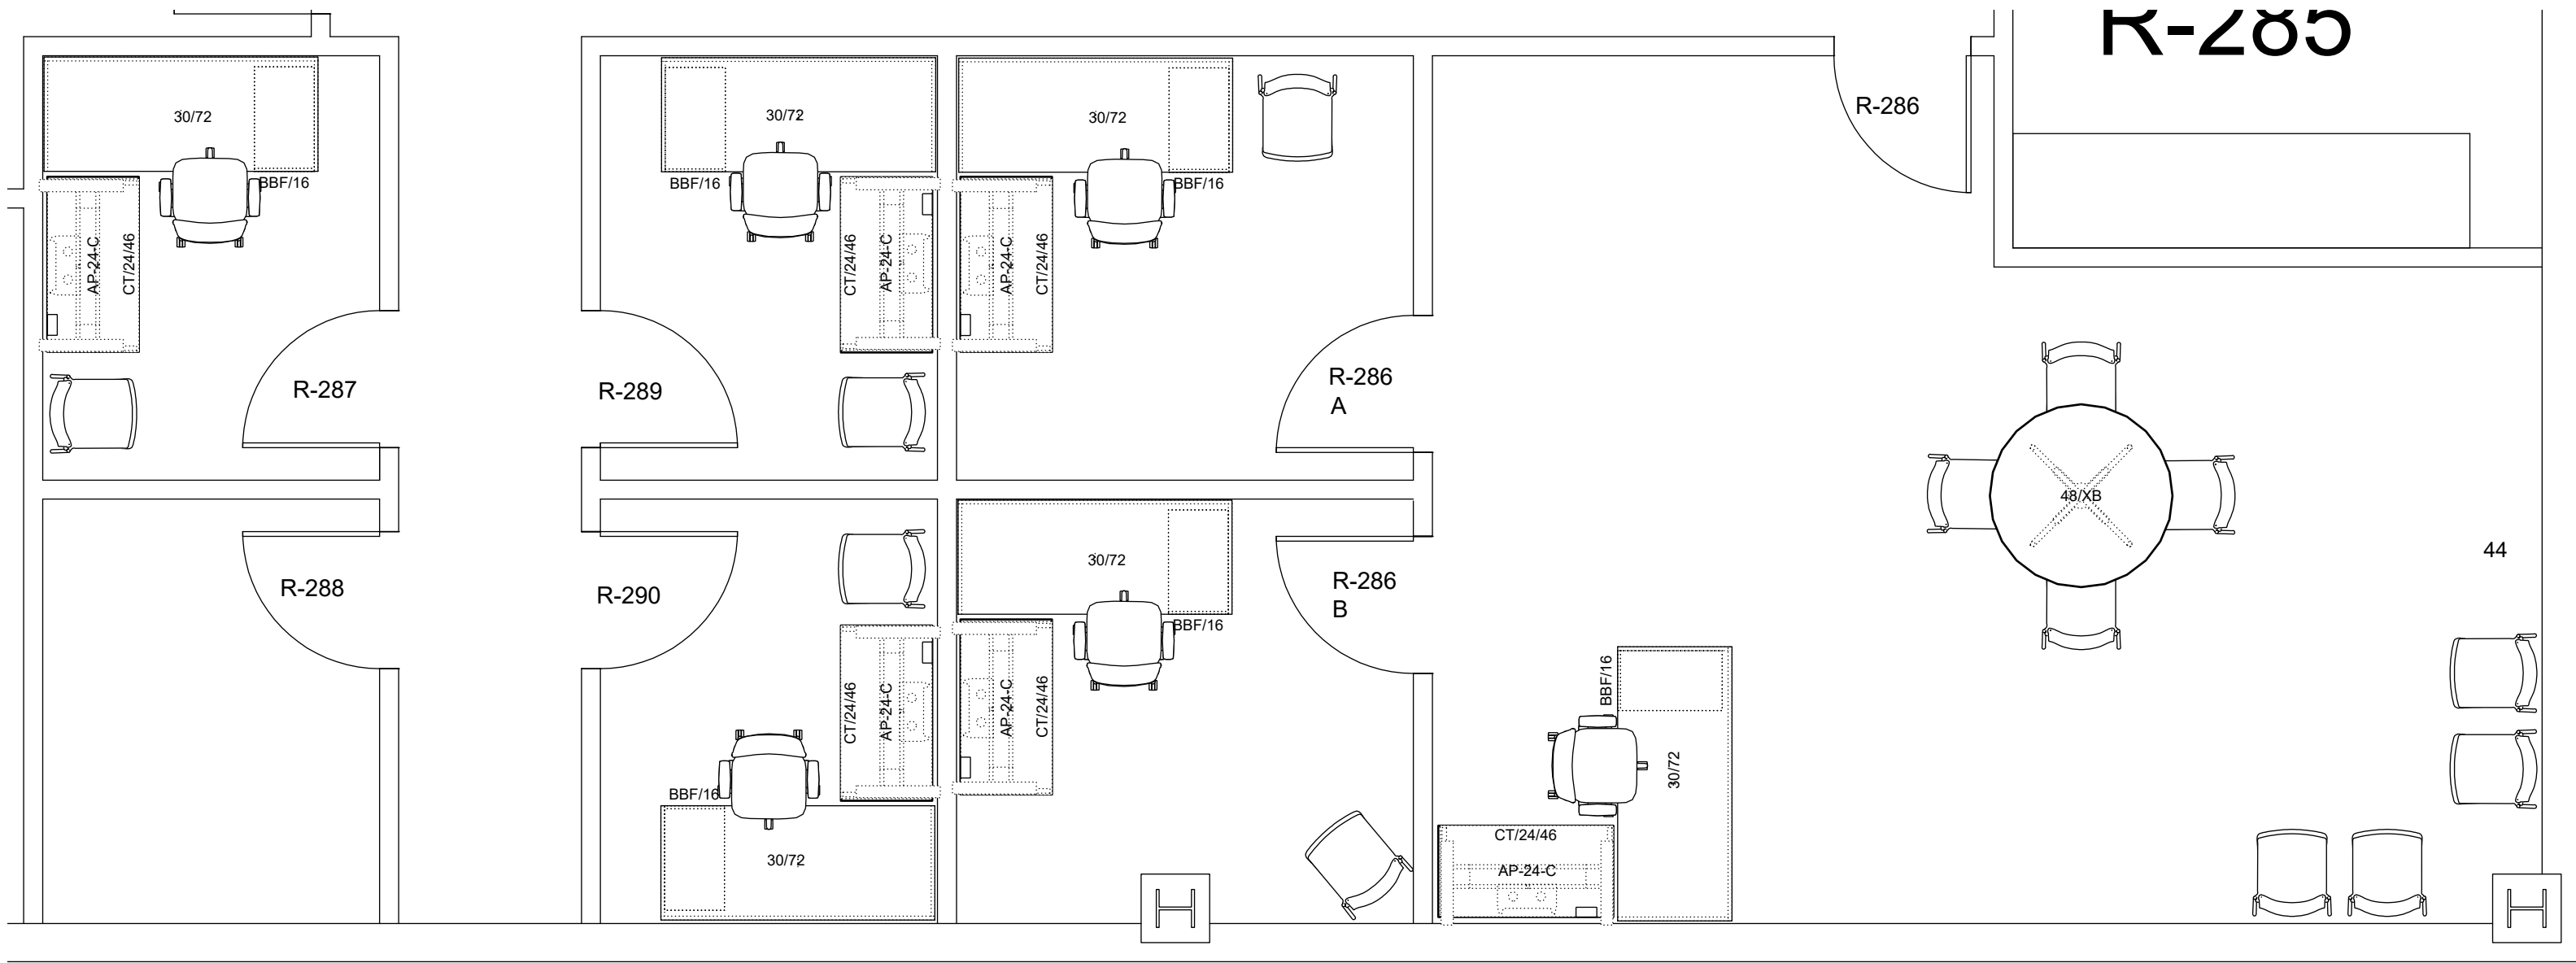 R-285
R-286
30/72
BBF/16
AP-24-C
CT/24/46
R-287
30/72
BBF/16
CT/24/46
AP-24-C
R-289
30/72
BBF/16
AP-24-C
CT/24/46
R-286
A
48/XB
44
R-288
R-290
CT/24/46
AP-24-C
BBF/16
30/72
30/72
BBF/16
AP-24-C
CT/24/46
R-286
B
BBF/16
30/72
CT/24/46
AP-24-C